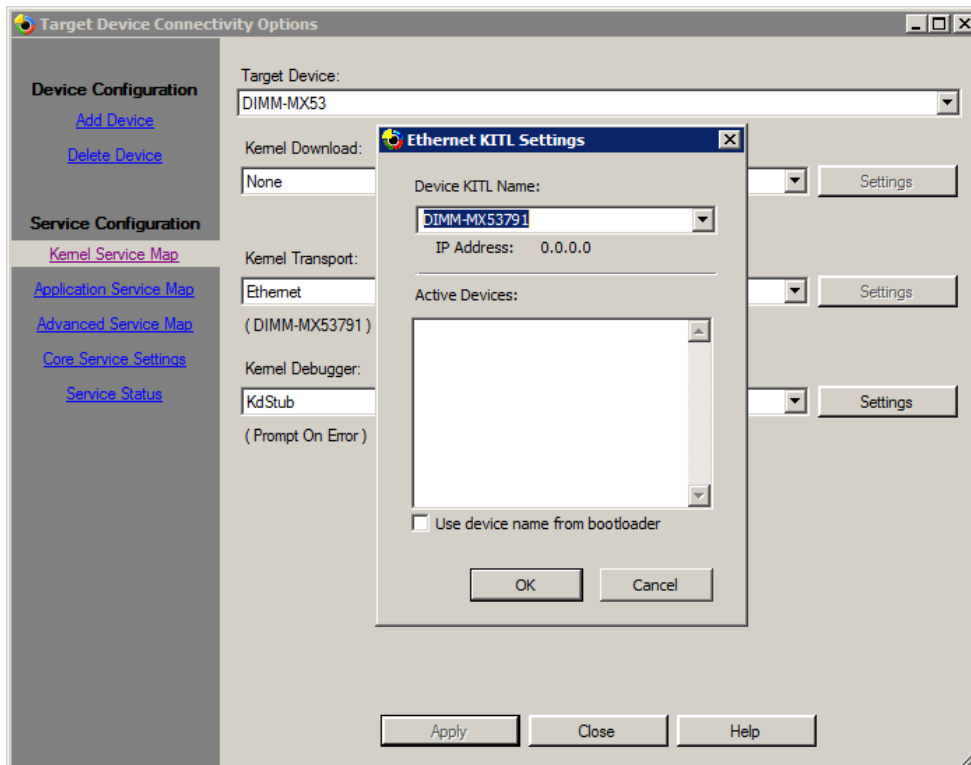 Target Device Connectivity Options
Device Configuration
Add Device
Delete Device
Service Configuration
Kernel Service Map
Application Service Map
Advanced Service Map
Core Service Settings
Service Status
Target Device:
DIMM-MX53
Kernel Download:
None
Settings
Kernel Transport:
Ethernet
Settings
( DIMM-MX53791 )
Kernel Debugger:
KdStub
Settings
( Prompt On Error )
Ethernet KITL Settings
Device KITL Name:
DIMM-MX53791
IP Address: 0.0.0.0
Active Devices:
Use device name from bootloader
OK Cancel
Apply Close Help